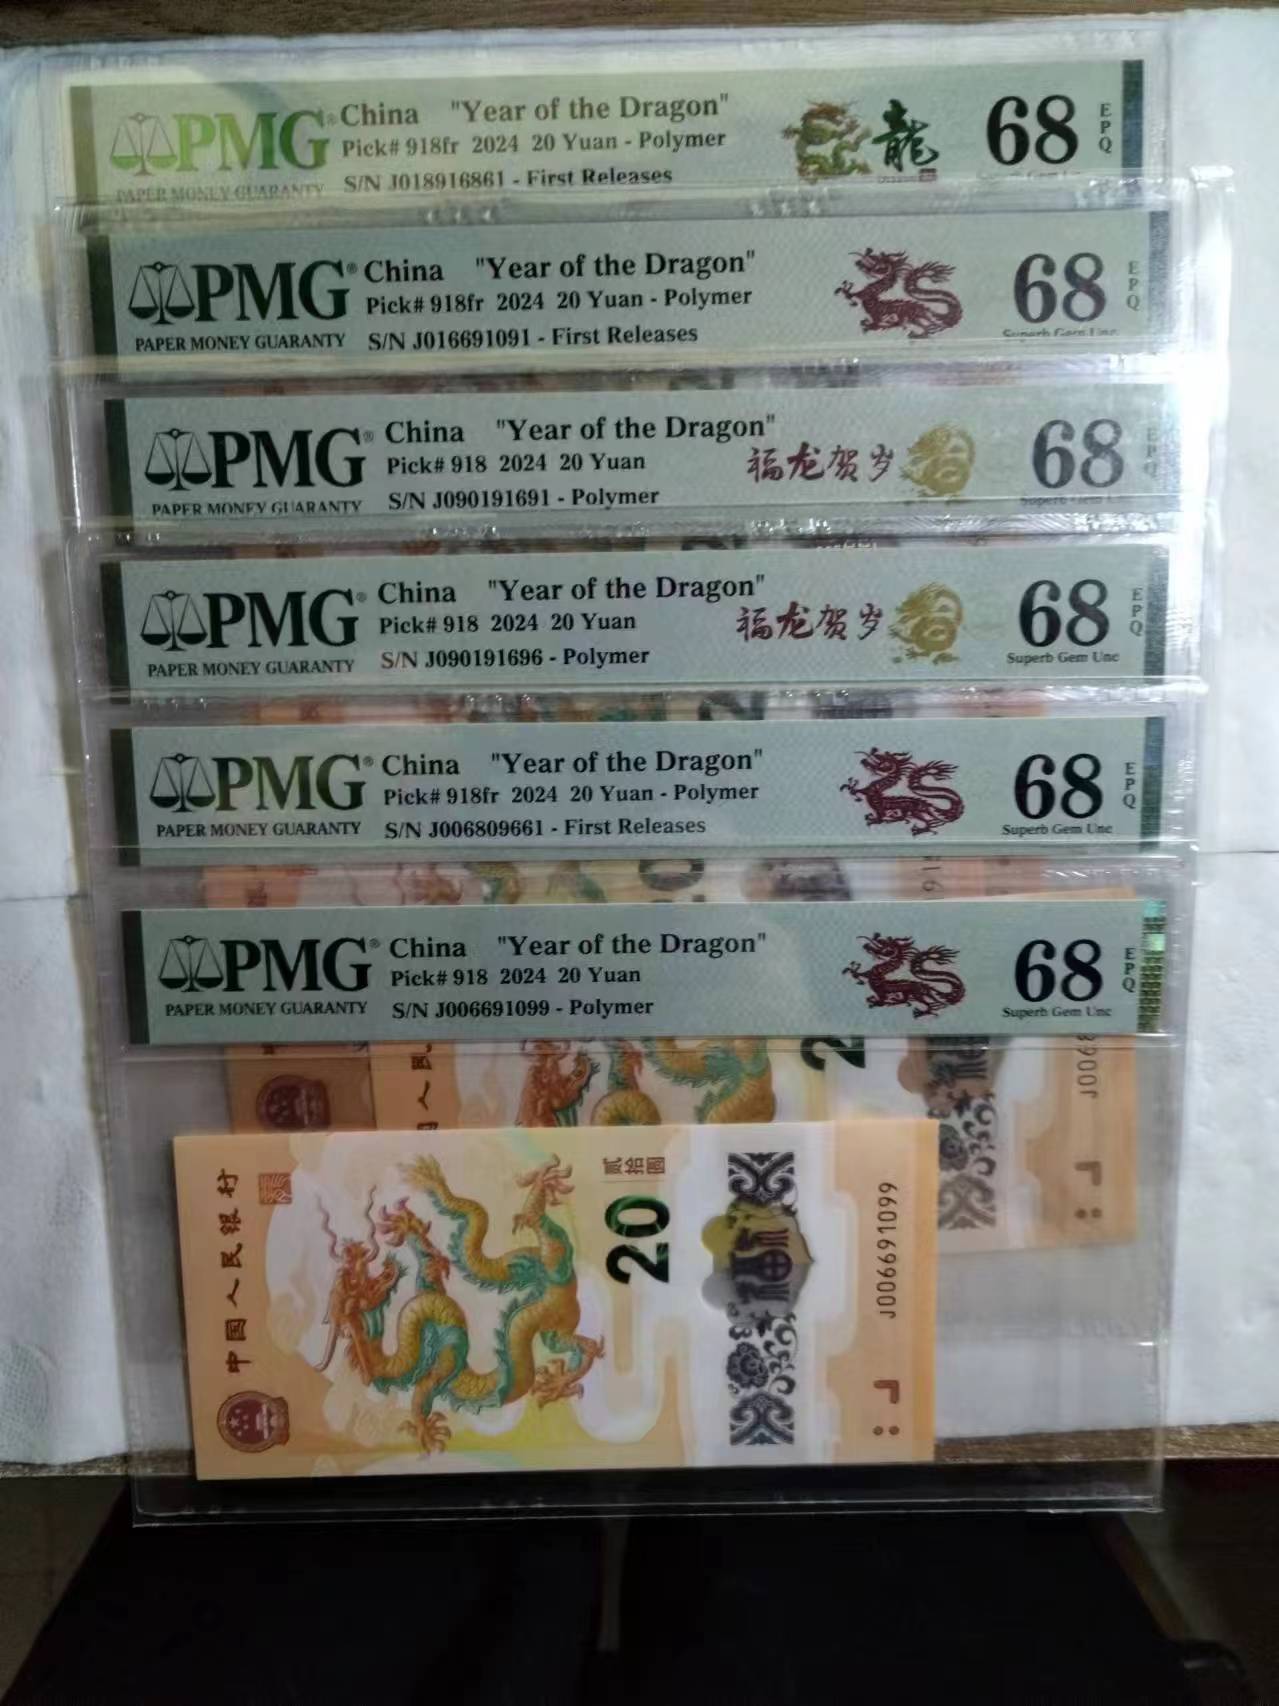 PMG® China "Year of the Dragon"
Pick# 918fr 2024 20 Yuan - Polymer
S/N J018916861 - First Releases
PAPER MONEY GUARANTY
龍
68 EPQ
PMG® China "Year of the Dragon"
Pick# 918fr 2024 20 Yuan - Polymer
S/N J016691091 - First Releases
PAPER MONEY GUARANTY
68 EPQ
Superb Gem Unc
PMG® China "Year of the Dragon"
Pick# 918 2024 20 Yuan
S/N J090191691 - Polymer
PAPER MONEY GUARANTY
福龙贺岁
68 EPQ
Superb Gem Unc
PMG® China "Year of the Dragon"
Pick# 918 2024 20 Yuan
S/N J090191696 - Polymer
PAPER MONEY GUARANTY
福龙贺岁
68 EPQ
Superb Gem Unc
PMG® China "Year of the Dragon"
Pick# 918fr 2024 20 Yuan - Polymer
S/N J006809661 - First Releases
PAPER MONEY GUARANTY
68 EPQ
Superb Gem Unc
PMG® China "Year of the Dragon"
Pick# 918 2024 20 Yuan
S/N J006691099 - Polymer
PAPER MONEY GUARANTY
68 EPQ
Superb Gem Unc
中国人民银行
贰拾圆
20
J006691099